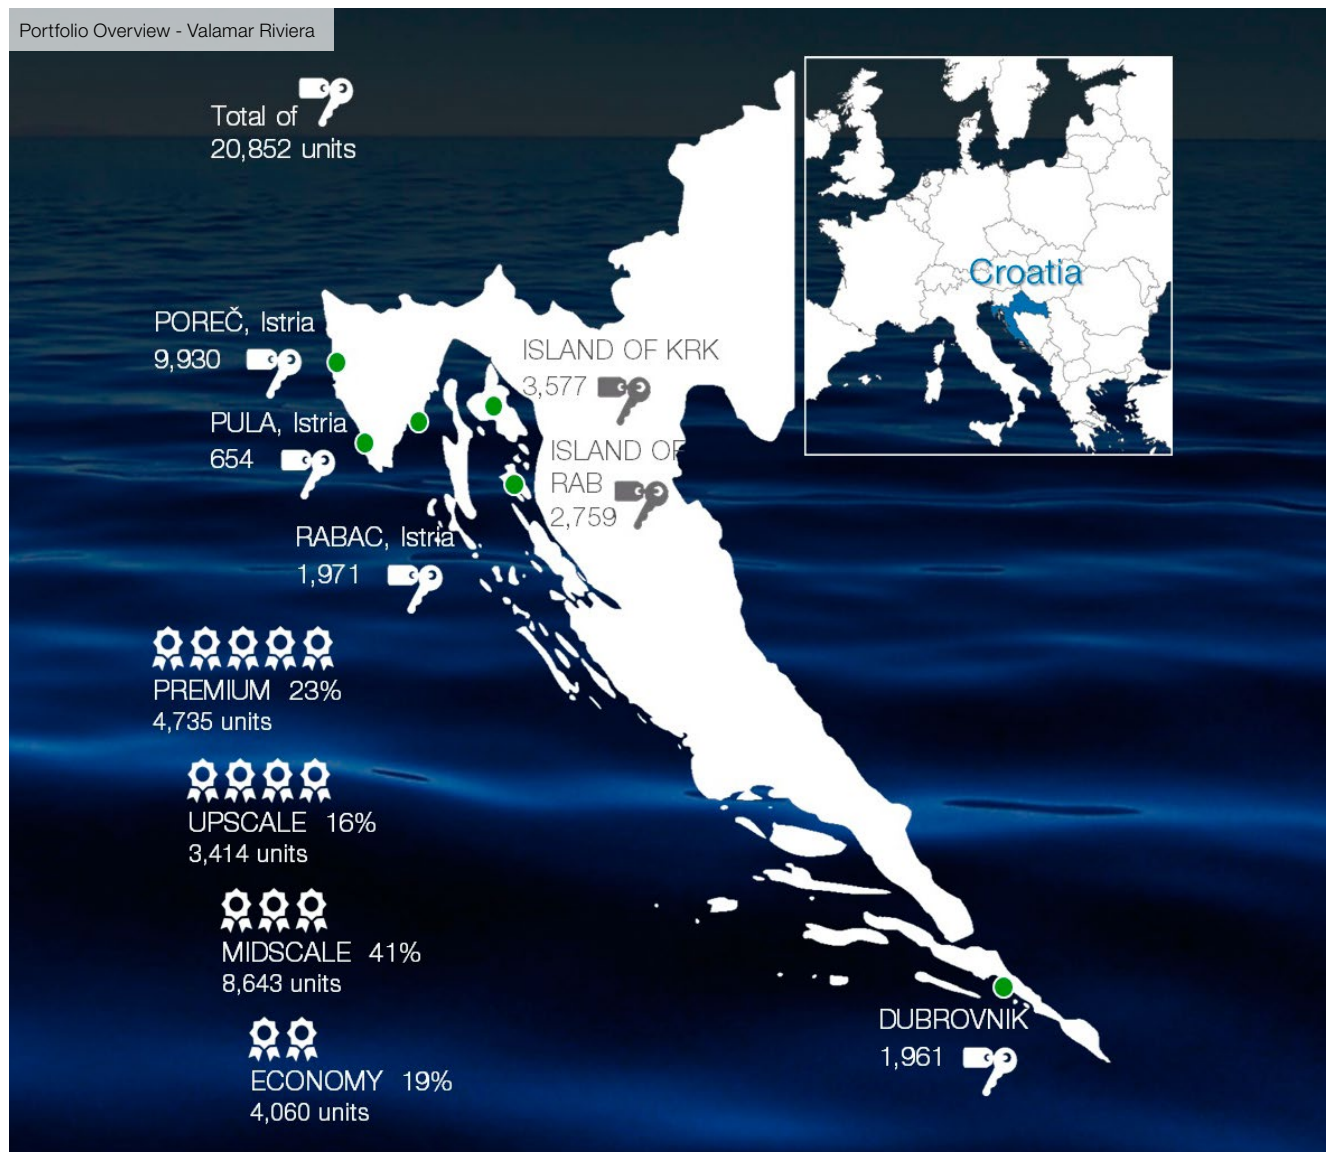 Portfolio Overview - Valamar Riviera
Total of
20,852 units
Croatia
POREČ, Istria
9,930
ISLAND OF KRK
3,577
PULA, Istria
654
ISLAND OF
RAB
2,759
RABAC, Istria
1,971
PREMIUM 23%
4,735 units
UPSCALE 16%
3,414 units
MIDSCALE 41%
8,643 units
ECONOMY 19%
4,060 units
DUBROVNIK
1,961